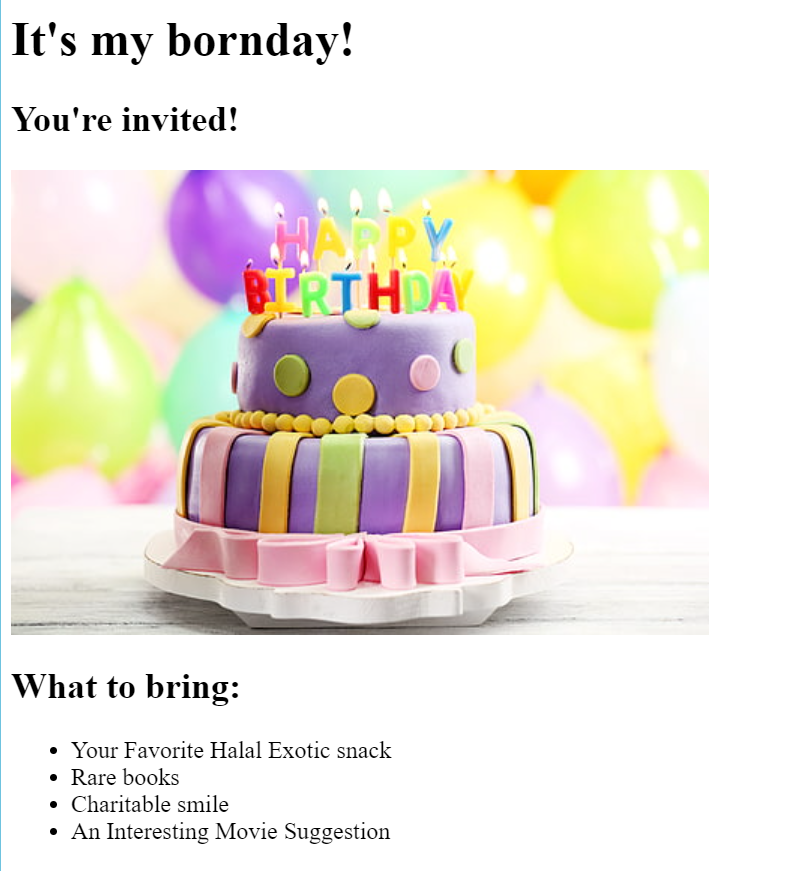 It's my bornday!
You're invited!
HAPPY
BIRTHDAY
What to bring:
Your Favorite Halal Exotic snack
Rare books
Charitable smile
An Interesting Movie Suggestion